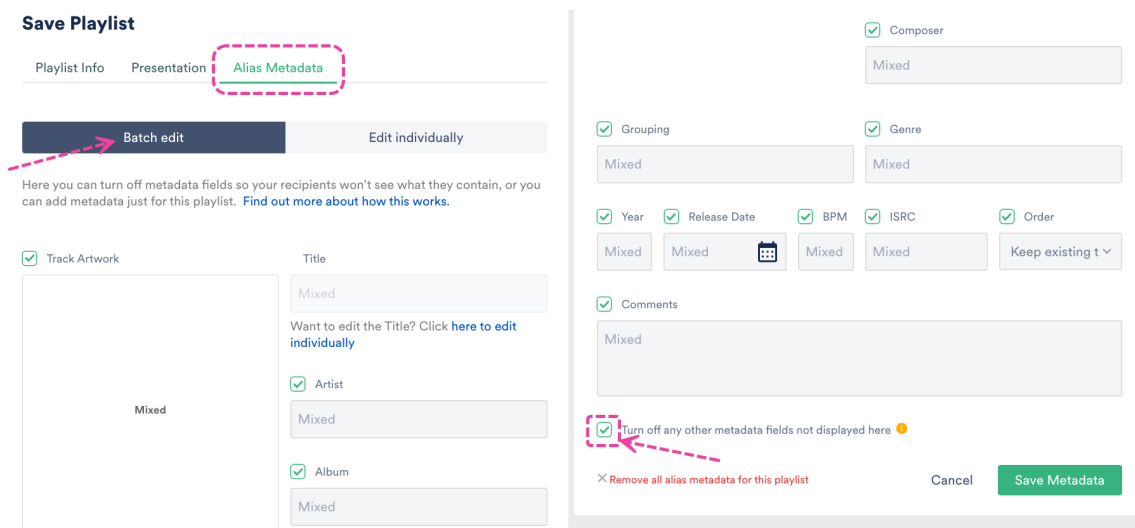 Save Playlist
Playlist Info Presentation Alias Metadata
Batch edit Edit individually
Here you can turn off metadata fields so your recipients won't see what they contain, or you
can add metadata just for this playlist. Find out more about how this works.
Track Artwork
Mixed
Title
Mixed
Want to edit the Title? Click here to edit
individually
Artist
Mixed
Album
Mixed
Composer
Mixed
Grouping Genre
Mixed Mixed
Year Release Date BPM ISRC Order
Mixed Mixed Mixed Mixed Keep existing t
Comments
Mixed
Turn off any other metadata fields not displayed here
Remove all alias metadata for this playlist
Cancel Save Metadata